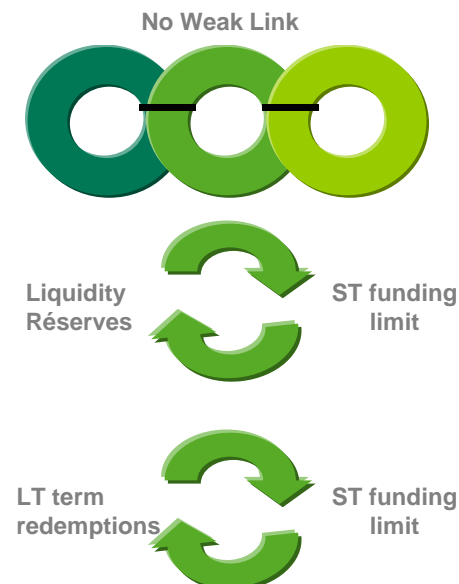 No Weak Link
Liquidity
Réserves
ST funding
limit
LT term
redemptions
ST funding
limit